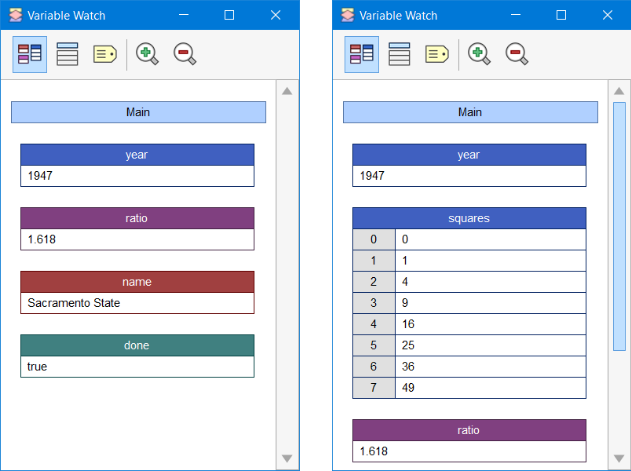 Variable Watch
Main
year
1947
ratio
1.618
name
Sacramento State
done
true
Variable Watch
Main
year
1947
squares
0 0
1 1
2 4
3 9
4 16
5 25
6 36
7 49
ratio
1.618